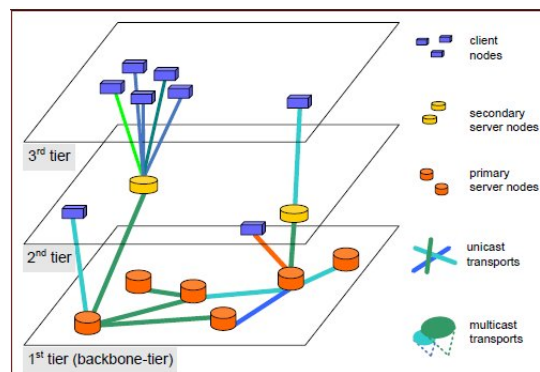 client
nodes
secondary
server nodes
3rd tier
primary
server nodes
2nd tier
unicast
transports
multicast
transports
1st tier (backbone-tier)